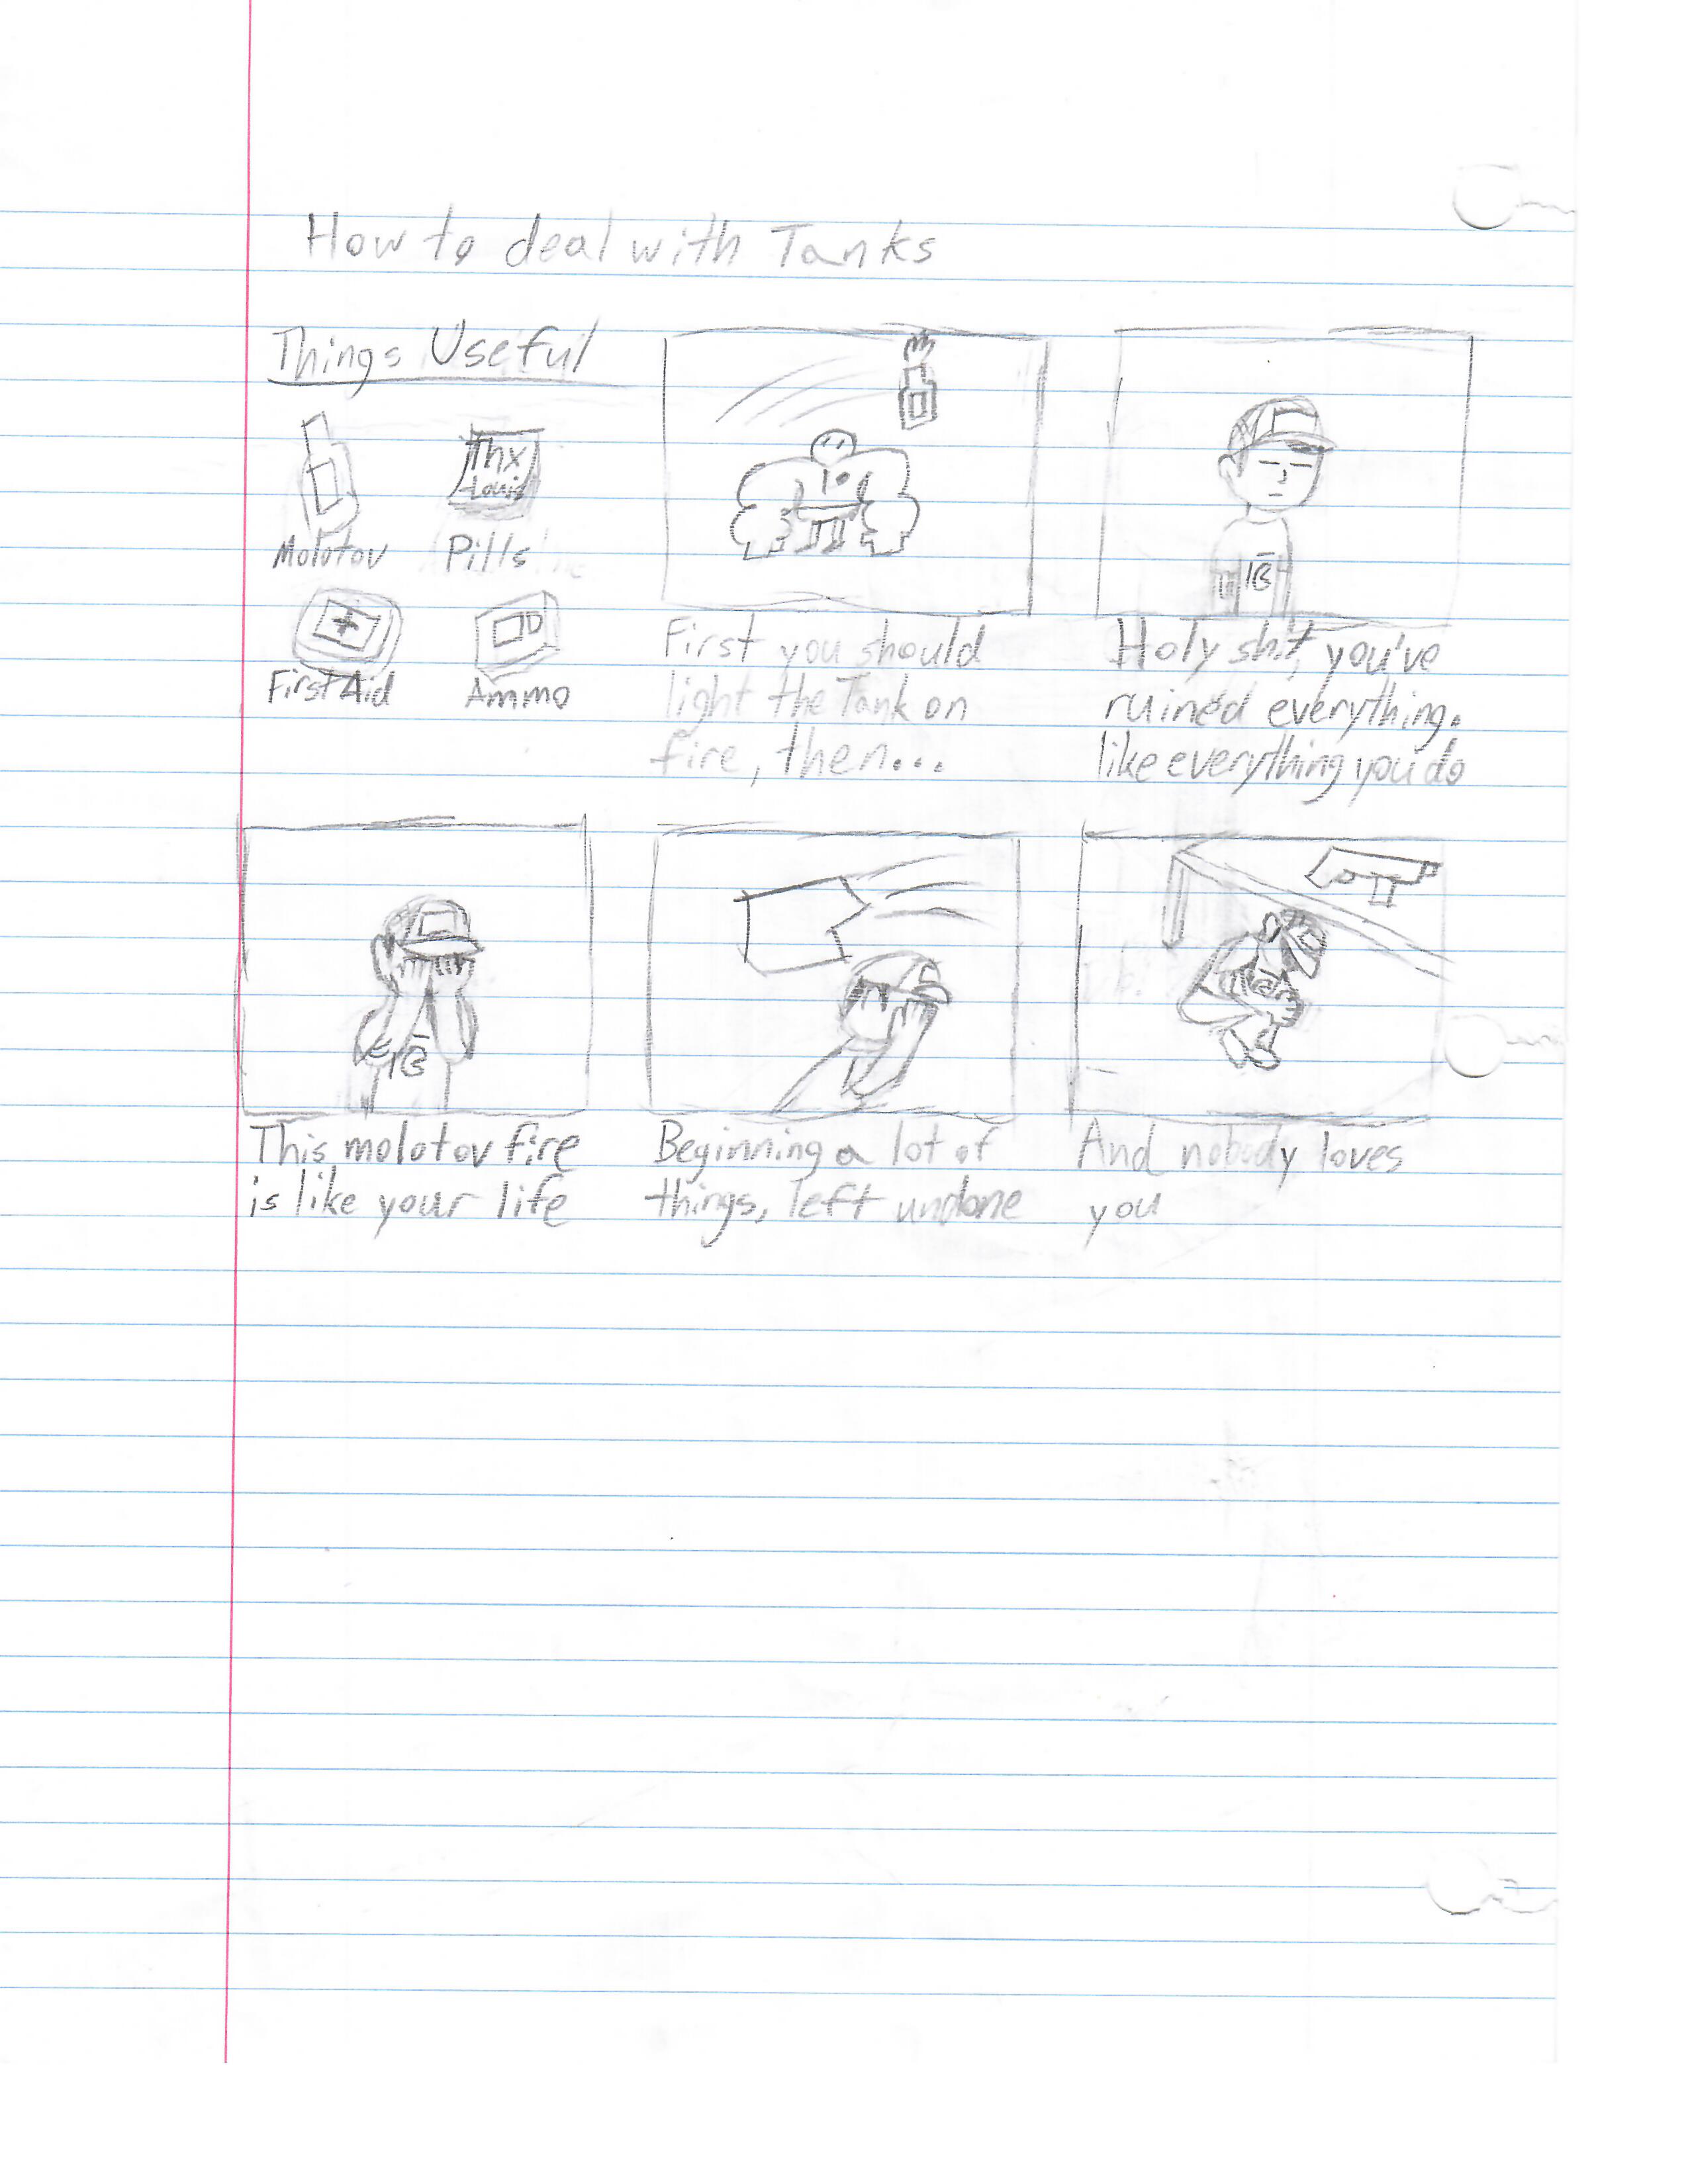 How to deal with Tanks
Things Useful
Thx
Louis
Molotov
Pills
First Aid
Ammo
First you should
light the Tank on
fire, then...
Holy shit, you've
ruined everything.
like everything you do
This molotov fire
is like your life
Beginning a lot of
things, left undone
And nobody loves
you